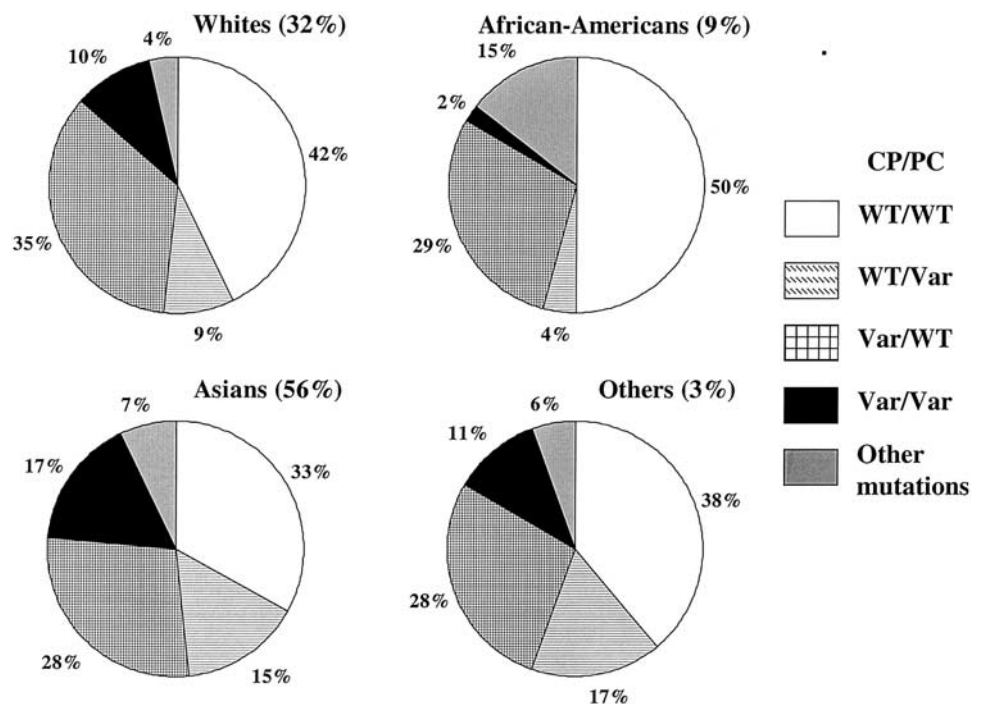 Whites (32%)
4%
10%
42%
35%
9%
African-Americans (9%)
15%
2%
50%
29%
4%
CP/PC
WT/WT
WT/Var
Var/WT
Var/Var
Other
mutations
Asians (56%)
7%
17%
33%
28%
15%
Others (3%)
6%
11%
38%
28%
17%